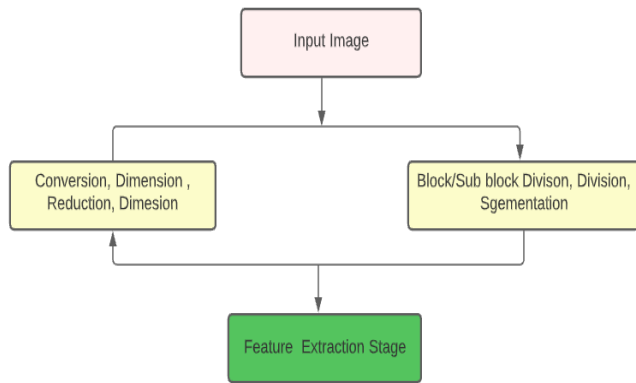 Input Image
Conversion, Dimension ,
Reduction, Dimesion
Block/Sub block Divison, Division,
Sgementation
Feature Extraction Stage